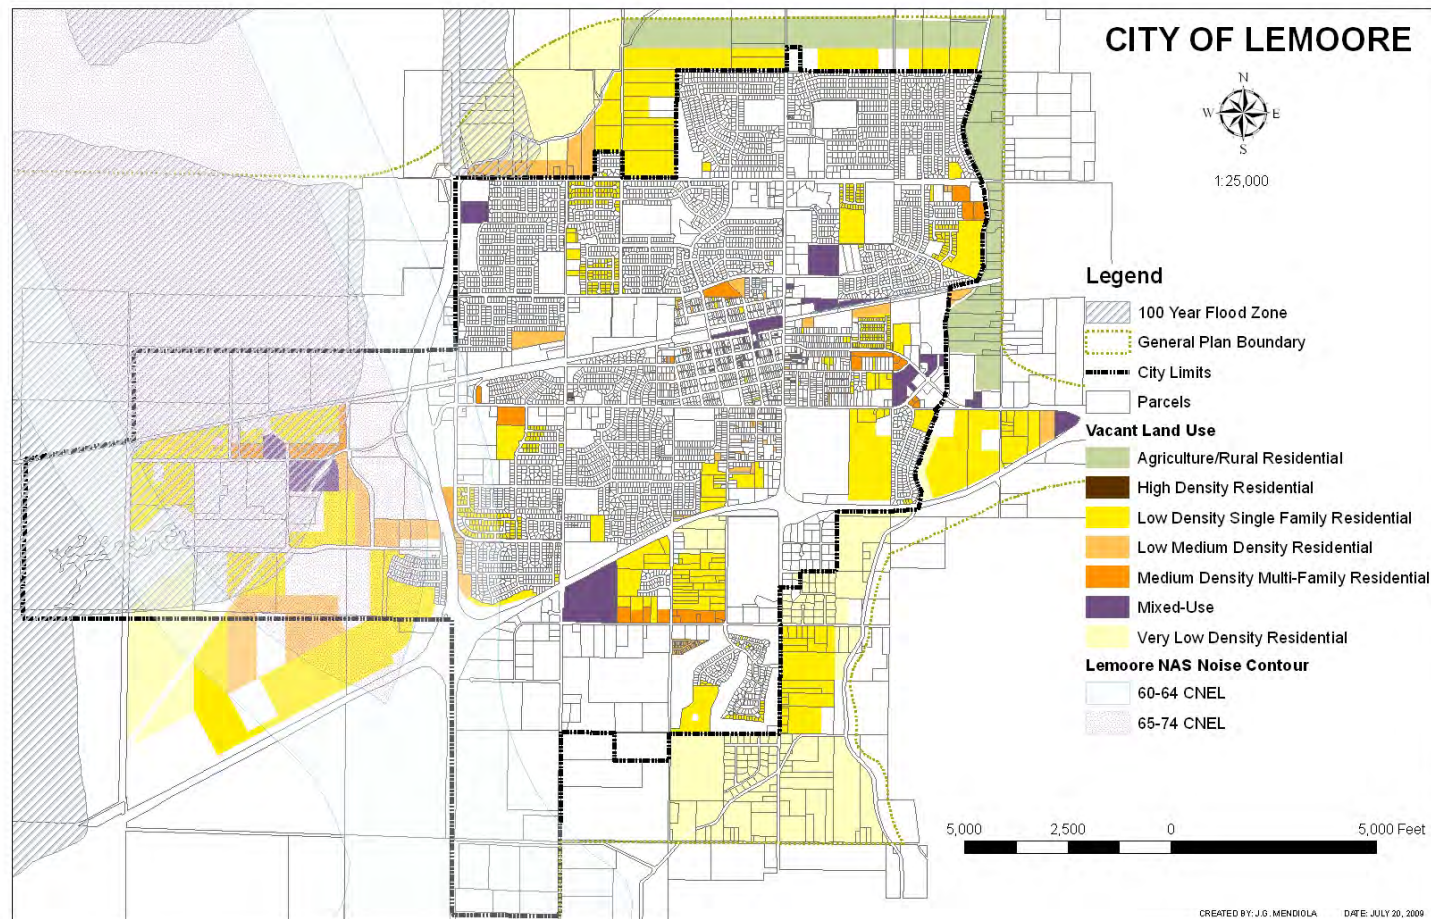 CITY OF LEMOORE
N
W E
S
1:25,000
Legend
100 Year Flood Zone
General Plan Boundary
City Limits
Parcels
Vacant Land Use
Agriculture/Rural Residential
High Density Residential
Low Density Single Family Residential
Low Medium Density Residential
Medium Density Multi-Family Residential
Mixed-Use
Very Low Density Residential
Lemoore NAS Noise Contour
60-64 CNEL
65-74 CNEL
5,000 2,500 0 5,000 Feet
CREATED BY: J.G. MENDIOLA DATE: JULY 20, 2009